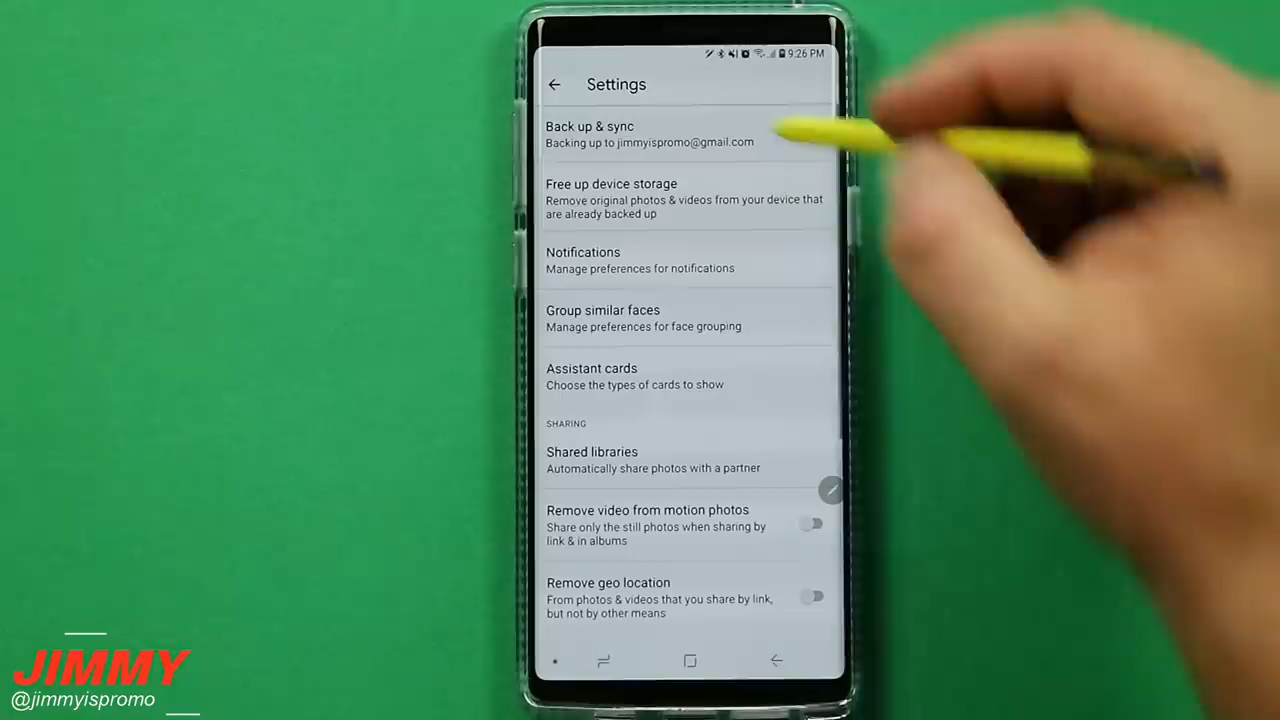 9:26 PM
Settings
Back up & sync
Backing up to jimmyispromo@gmail.com
Free up device storage
Remove original photos & videos from your device that
are already backed up
Notifications
Manage preferences for notifications
Group similar faces
Manage preferences for face grouping
Assistant cards
Choose the types of cards to show
SHARING
Shared libraries
Automatically share photos with a partner
Remove video from motion photos
Share only the still photos when sharing by
link & in albums
Remove geo location
From photos & videos that you share by link,
but not by other means
JIMMY
@jimmyispromo